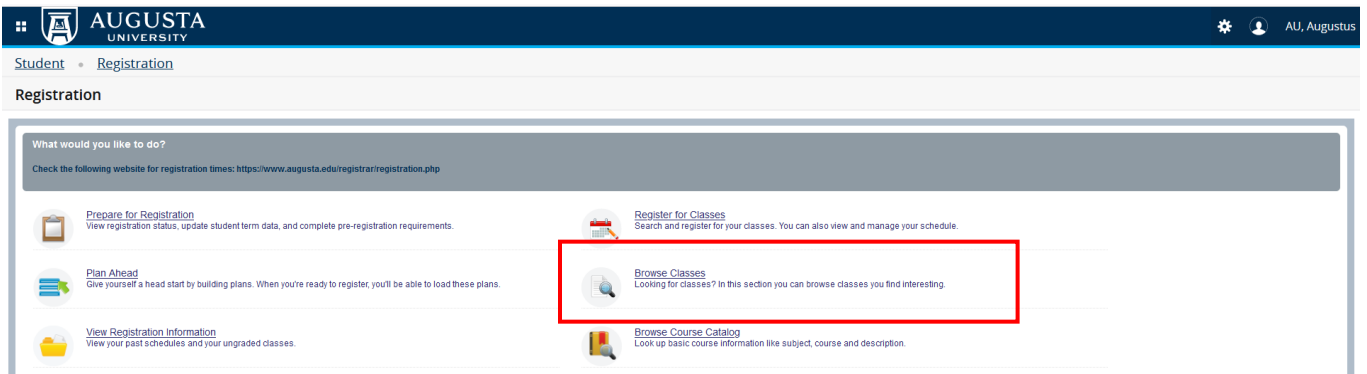 AUGUSTA
UNIVERSITY
AU, Augustus
Student • Registration
Registration
What would you like to do?
Check the following website for registration times: https://www.augusta.edu/registrar/registration.php
Prepare for Registration
View registration status, update student term data, and complete pre-registration requirements.
Register for Classes
Search and register for your classes. You can also view and manage your schedule.
Plan Ahead
Give yourself a head start by building plans. When you're ready to register, you'll be able to load these plans.
Browse Classes
Looking for classes? In this section you can browse classes you find interesting.
View Registration Information
View your past schedules and your ungraded classes.
Browse Course Catalog
Look up basic course information like subject, course and description.